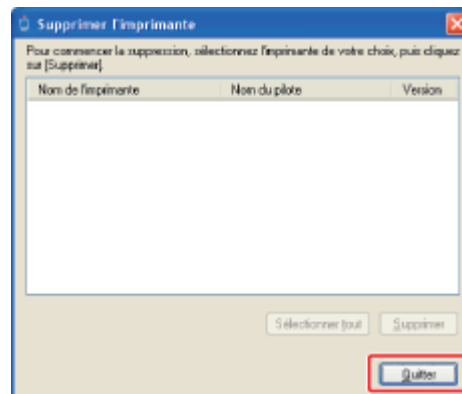 Supprimer l'imprimante
Pour commencer la suppression, sélectionnez l'imprimante de votre choix, puis cliquez
sur [Supprimer].
Nom de l'imprimante Nom du pilote Version
Sélectionner tout Supprimer
Quitter